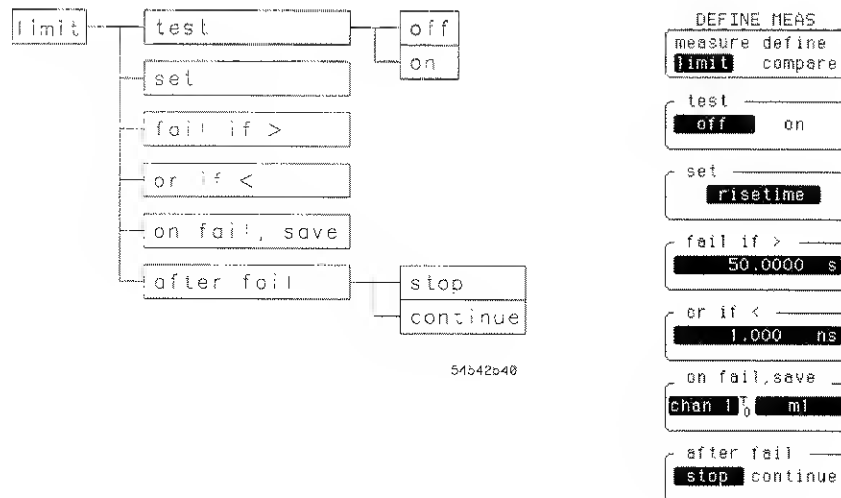 limit
test
off
on
set
fail if >
or if <
on fail, save
after fail
stop
continue
54542b40
DEFINE MEAS
measure define
limit compare
test
off on
set
risetime
fail if >
50.0000 s
or if <
1.000 ns
on fail,save
chan 1 To m1
after fail
stop continue